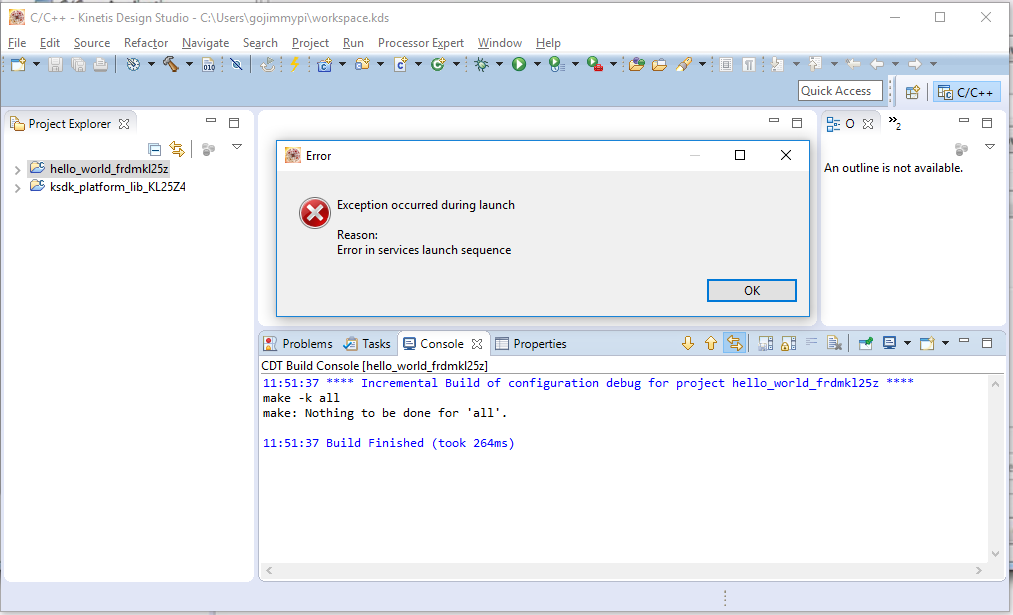 C/C++ - Kinetis Design Studio - C:\Users\gojimmypi\workspace.kds
File Edit Source Refactor Navigate Search Project Run Processor Expert Window Help
010
Quick Access
C/C++
Project Explorer
O
»2
hello_world_frdmkl25z
ksdk_platform_lib_KL25Z4
An outline is not available.
Error
Exception occurred during launch
Reason:
Error in services launch sequence
OK
Problems Tasks Console Properties
CDT Build Console [hello_world_frdmkl25z]
11:51:37 **** Incremental Build of configuration debug for project hello_world_frdmkl25z ****
make -k all
make: Nothing to be done for 'all'.
11:51:37 Build Finished (took 264ms)